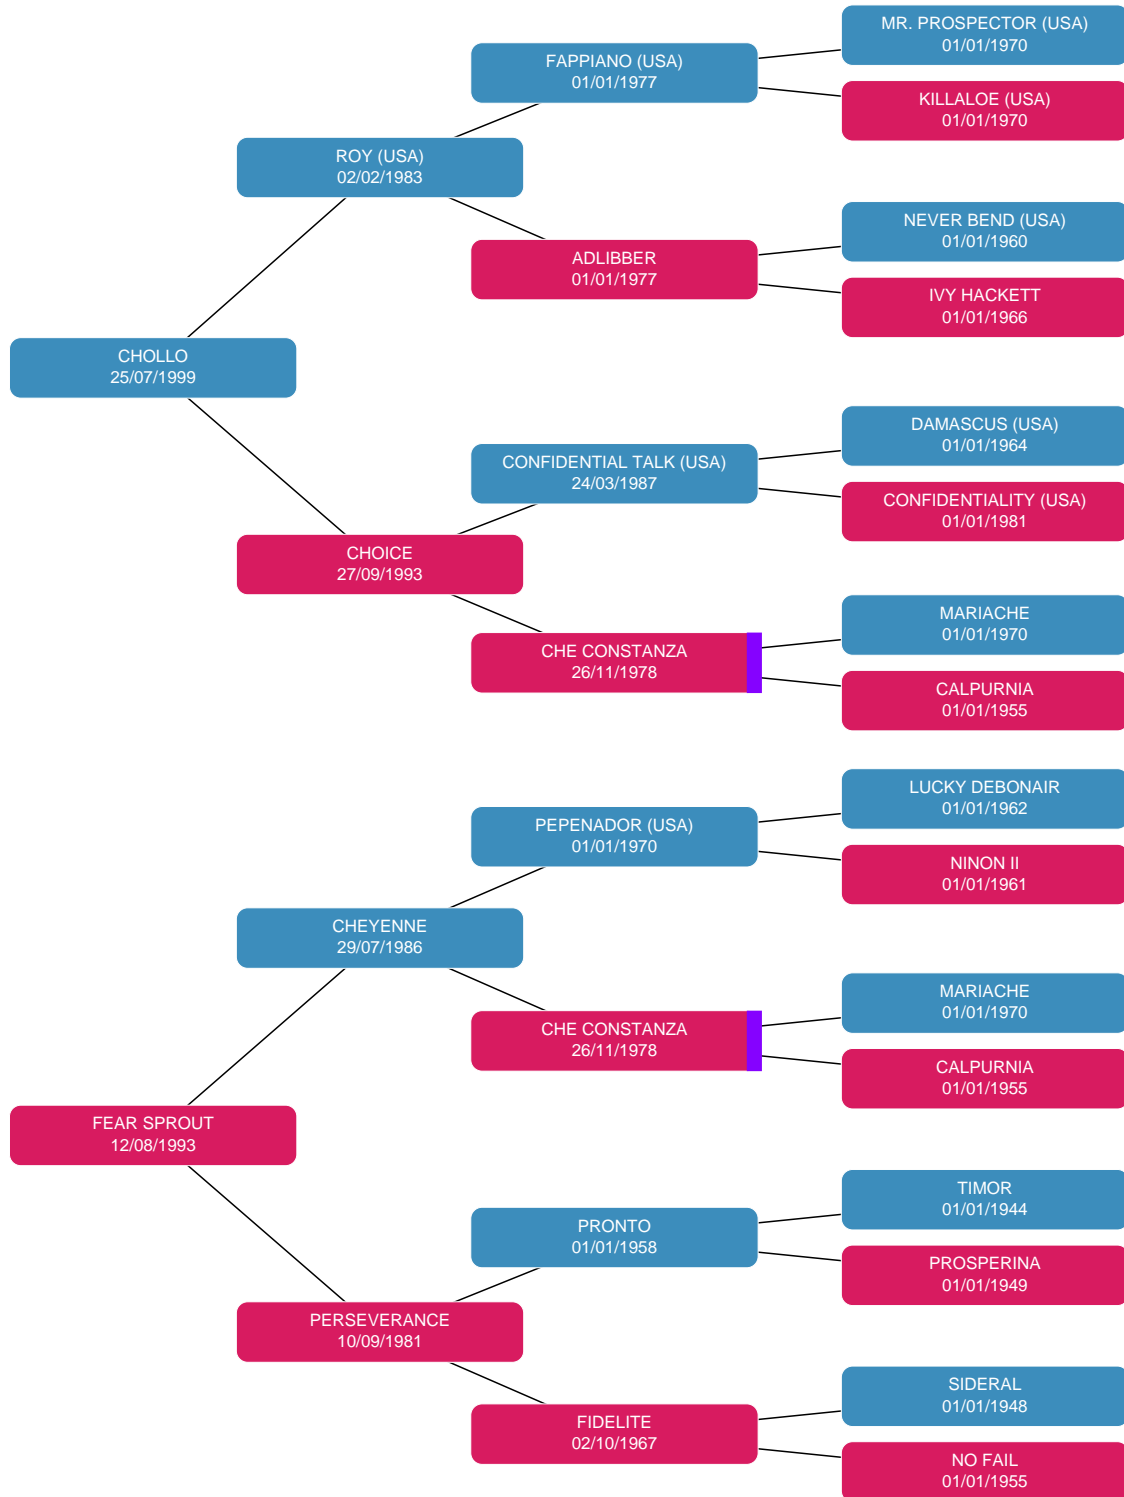 MR. PROSPECTOR (USA)
01/01/1970
FAPPIANO (USA)
01/01/1977
KILLALOE (USA)
01/01/1970
ROY (USA)
02/02/1983
NEVER BEND (USA)
01/01/1960
ADLIBBER
01/01/1977
IVY HACKETT
01/01/1966
CHOLLO
25/07/1999
DAMASCUS (USA)
01/01/1964
CONFIDENTIAL TALK (USA)
24/03/1987
CONFIDENTIALITY (USA)
01/01/1981
CHOICE
27/09/1993
MARIACHE
01/01/1970
CHE CONSTANZA
26/11/1978
CALPURNIA
01/01/1955
LUCKY DEBONAIR
01/01/1962
PEPENADOR (USA)
01/01/1970
NINON II
01/01/1961
CHEYENNE
29/07/1986
MARIACHE
01/01/1970
CHE CONSTANZA
26/11/1978
CALPURNIA
01/01/1955
FEAR SPROUT
12/08/1993
TIMOR
01/01/1944
PRONTO
01/01/1958
PROSPERINA
01/01/1949
PERSEVERANCE
10/09/1981
SIDERAL
01/01/1948
FIDELITE
02/10/1967
NO FAIL
01/01/1955